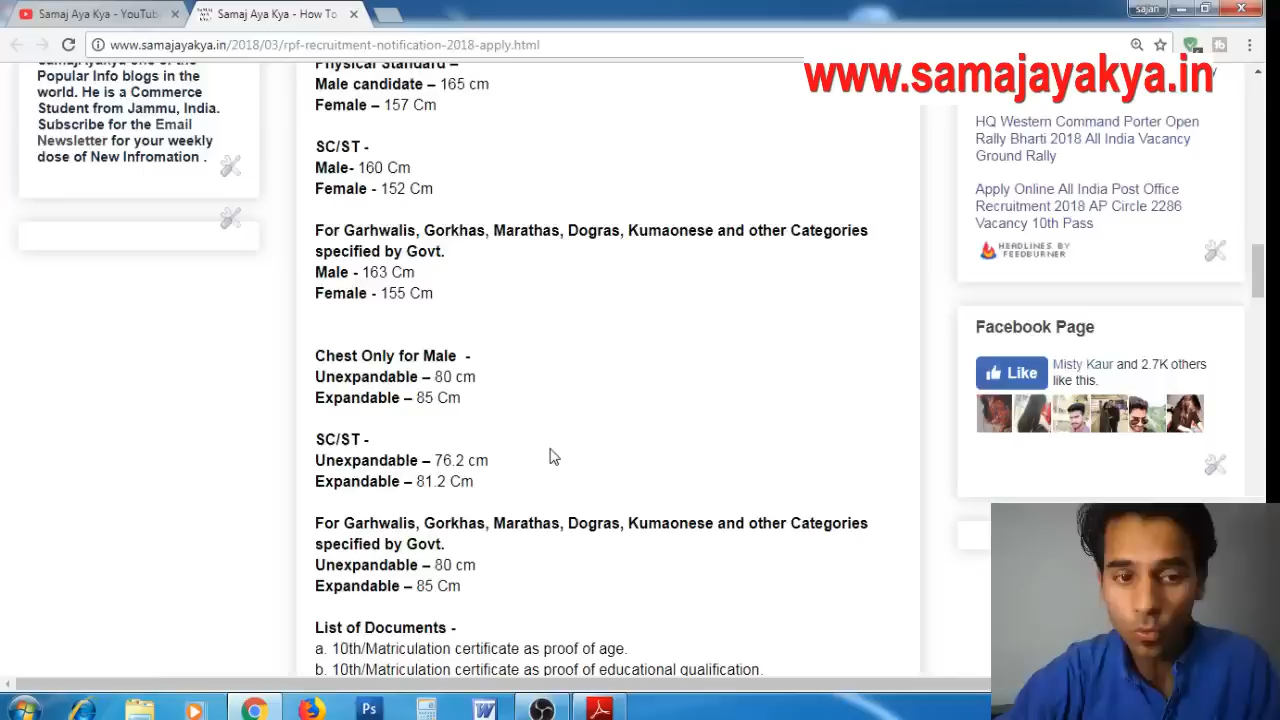 Samaj Aya Kya - YouTub
Samaj Aya Kya - How To
sajan
www.samajayakya.in/2018/03/rpf-recruitment-notification-2018-apply.html
www.samajayakya.in
Popular Info blogs in the
world. He is a Commerce
Student from Jammu, India.
Subscribe for the Email
Newsletter for your weekly
dose of New Infromation .
Physical Standard –
Male candidate – 165 cm
Female – 157 Cm
SC/ST -
Male- 160 Cm
Female - 152 Cm
For Garhwalis, Gorkhas, Marathas, Dogras, Kumaonese and other Categories
specified by Govt.
Male - 163 Cm
Female - 155 Cm
Chest Only for Male -
Unexpandable – 80 cm
Expandable – 85 Cm
SC/ST -
Unexpandable – 76.2 cm
Expandable – 81.2 Cm
For Garhwalis, Gorkhas, Marathas, Dogras, Kumaonese and other Categories
specified by Govt.
Unexpandable – 80 cm
Expandable – 85 Cm
List of Documents -
a. 10th/Matriculation certificate as proof of age.
b. 10th/Matriculation certificate as proof of educational qualification.
HQ Western Command Porter Open
Rally Bharti 2018 All India Vacancy
Ground Rally
Apply Online All India Post Office
Recruitment 2018 AP Circle 2286
Vacancy 10th Pass
HEADLINES BY
FEEDBURNER
Facebook Page
Like
Misty Kaur and 2.7K others
like this.
Ps